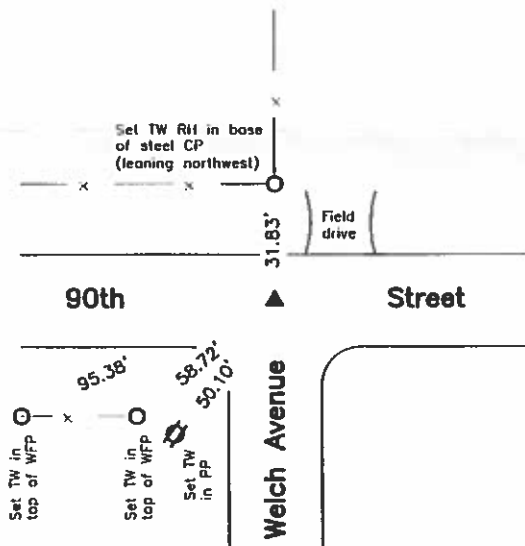 Set TW RH in base
of steel CP
(leaning northwest)
31.83'
Field
drive
90th
Street
95.38'
58.72'
50.10'
Set TW in
top of WFP
Set TW in
top of WFP
Set TW
in PP
Welch Avenue